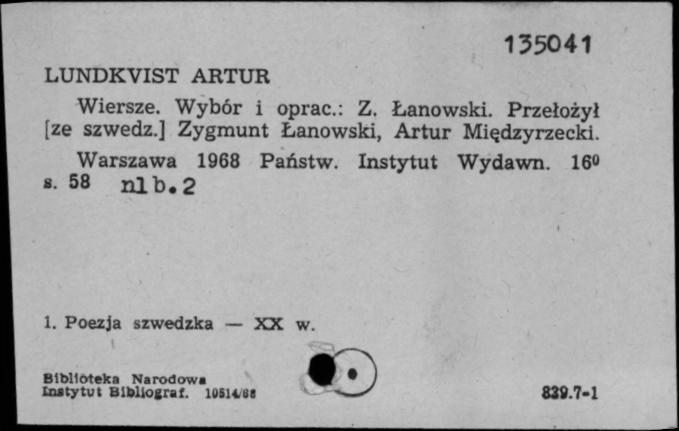 135041
LUNDKVIST ARTUR
Wiersze. Wybór i oprac.: Z. Łanowski. Przełożył
[ze szwedz.] Zygmunt Łanowski, Artur Międzyrzecki.
Warszawa 1968 Państw. Instytut Wydawn. 16⁰
s. 58 nlb.2
1. Poezja szwedzka — XX w.
Biblioteka Narodowa
Instytut Bibliograf. 10514/68
839.7-1